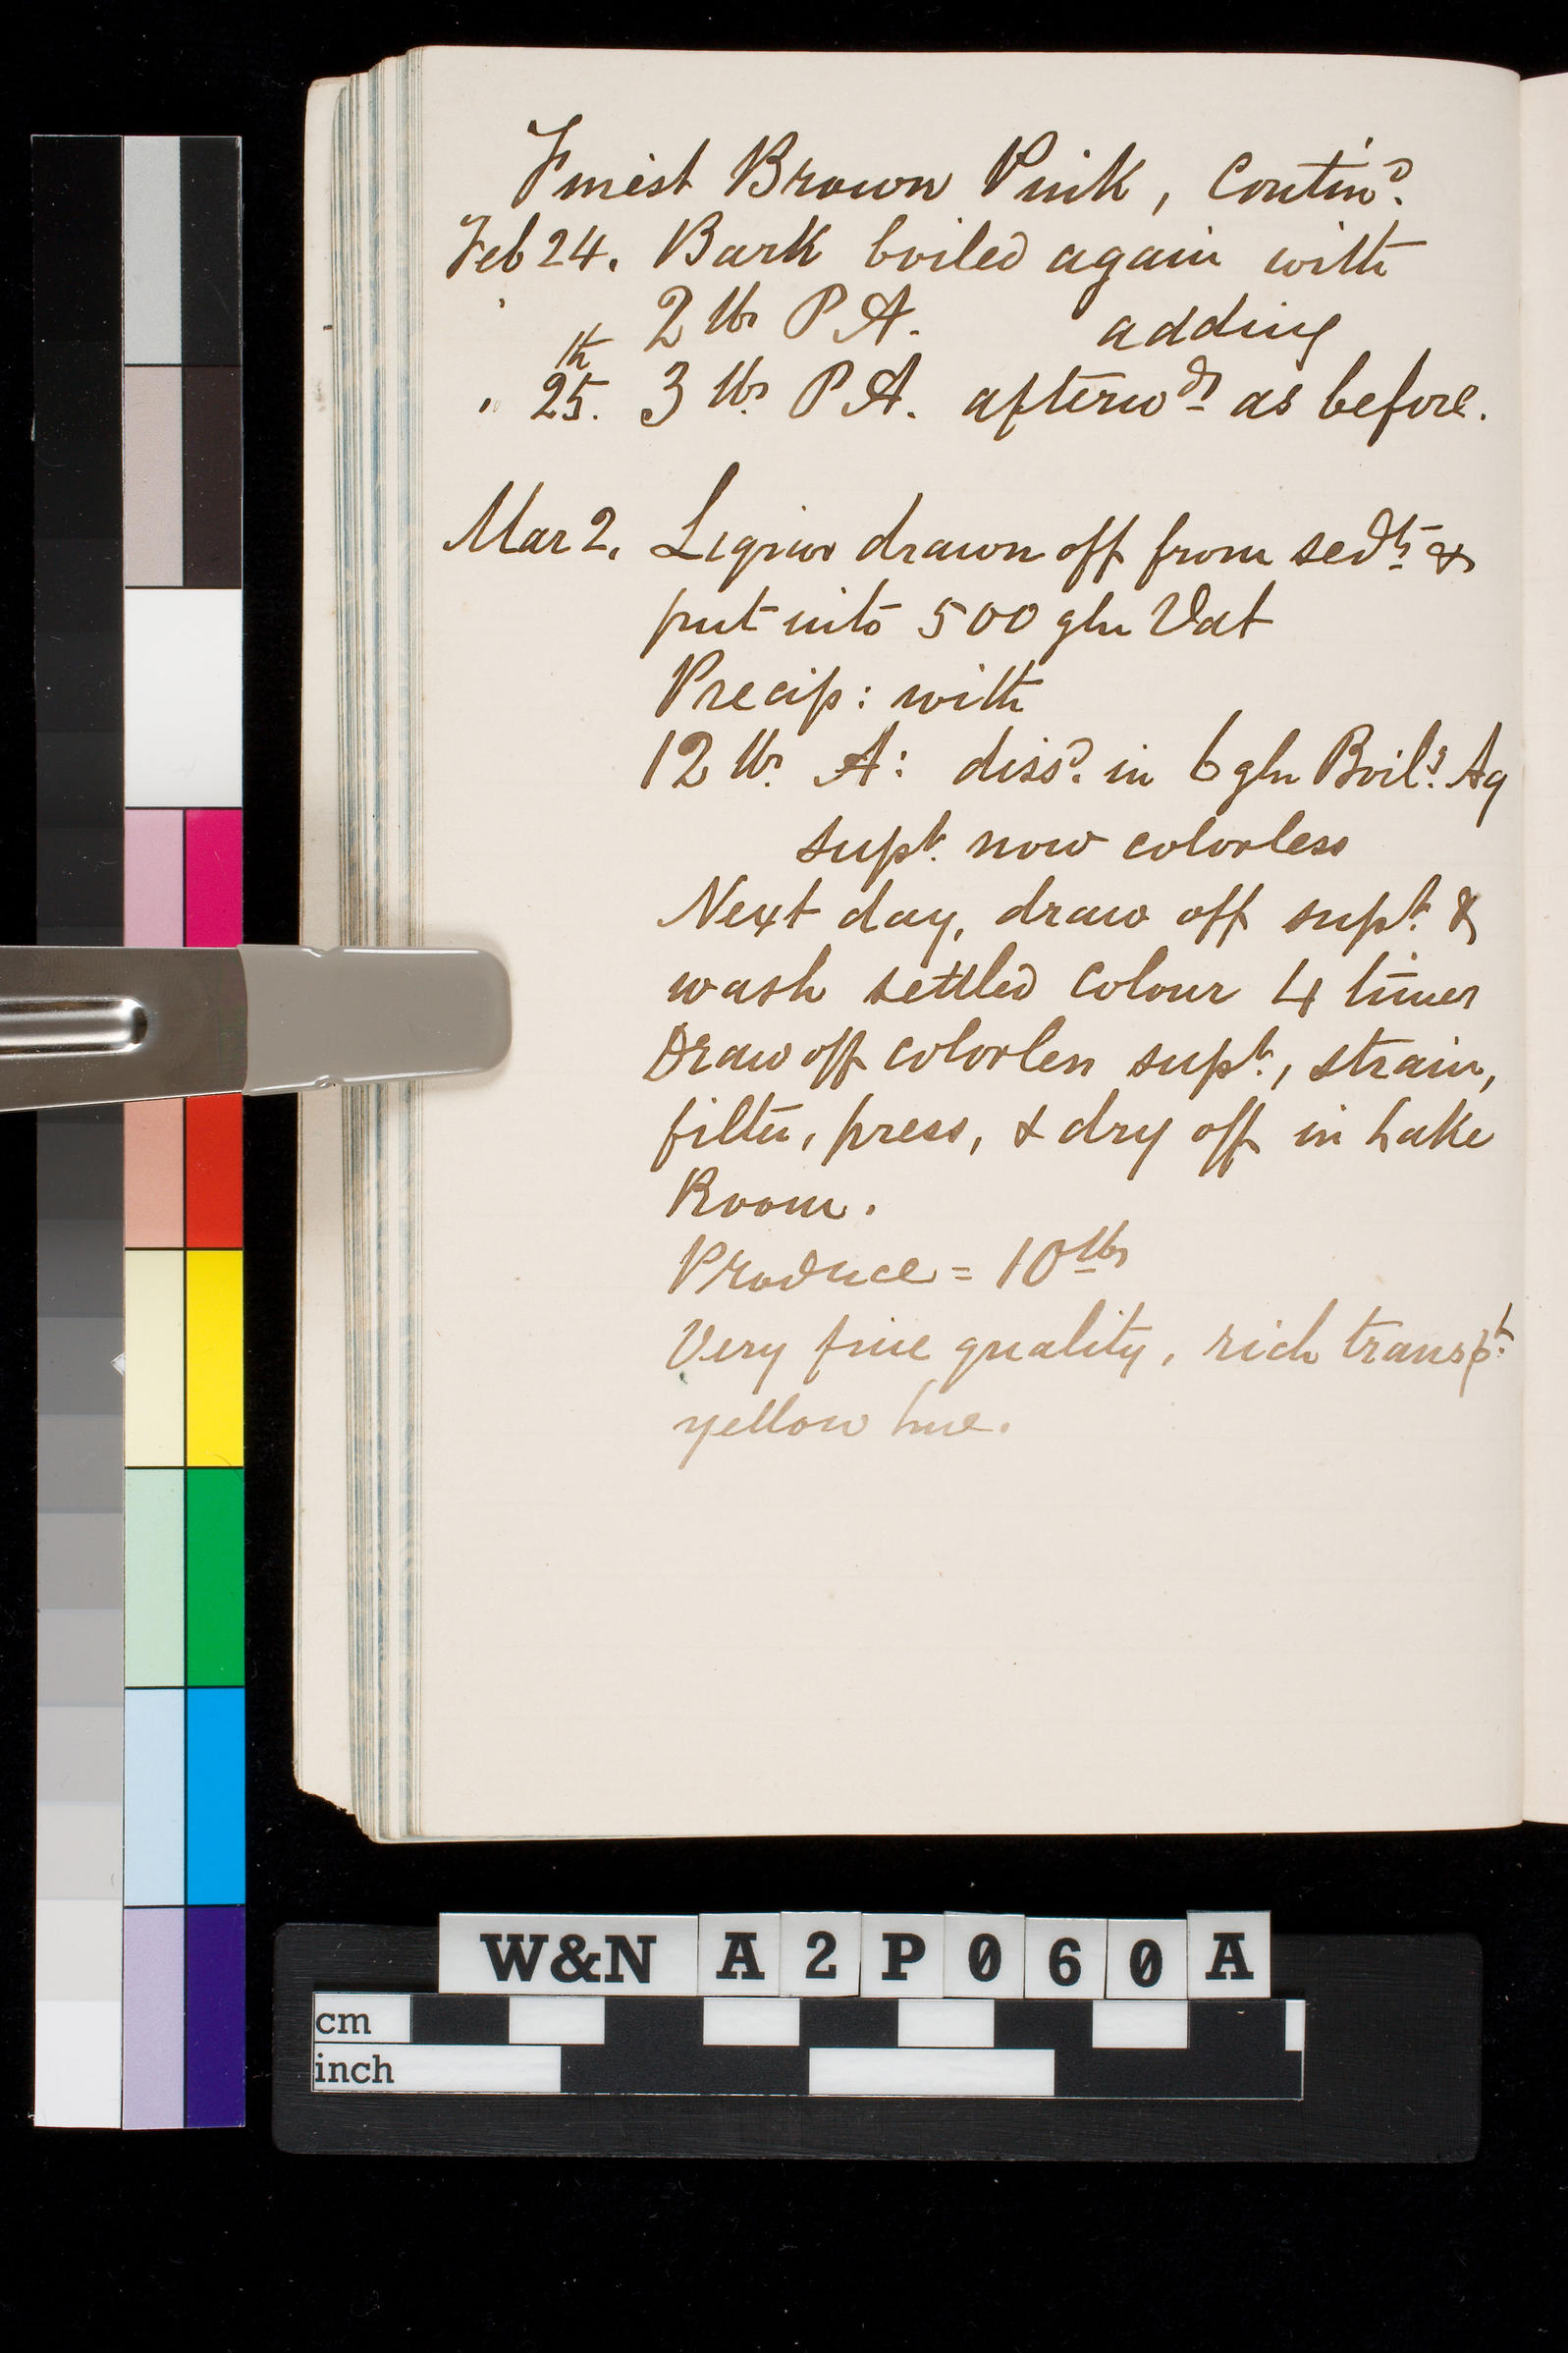 Finest Brown Pink, Contin^d.
Feb 24. Bark boiled again with
2 lbs P A. adding
" 25^th. 3 lbs P A. afterw^ds as before.
Mar 2. Liquor drawn off from sed^ts &
put into 500 gln Vat
Precip: with
12 lbs. A: diss^d. in 6 gln Boil^g. Aq
sup^t. now colorless
Next day, draw off sup^t. &
wash settled Colour 4 times
Draw off colorless sup^t., strain,
filter, press, & dry off in Lake
Room.
Produce = 10 lbs
Very fine quality, rich transp^t.
yellow hue.
W&N A2P060A
cm
inch